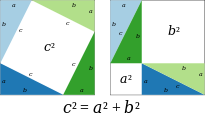 a b a
b c c
c²
c b
c
a b a
a b
b c
b²
a
a² a b a
b c
c² = a² + b²